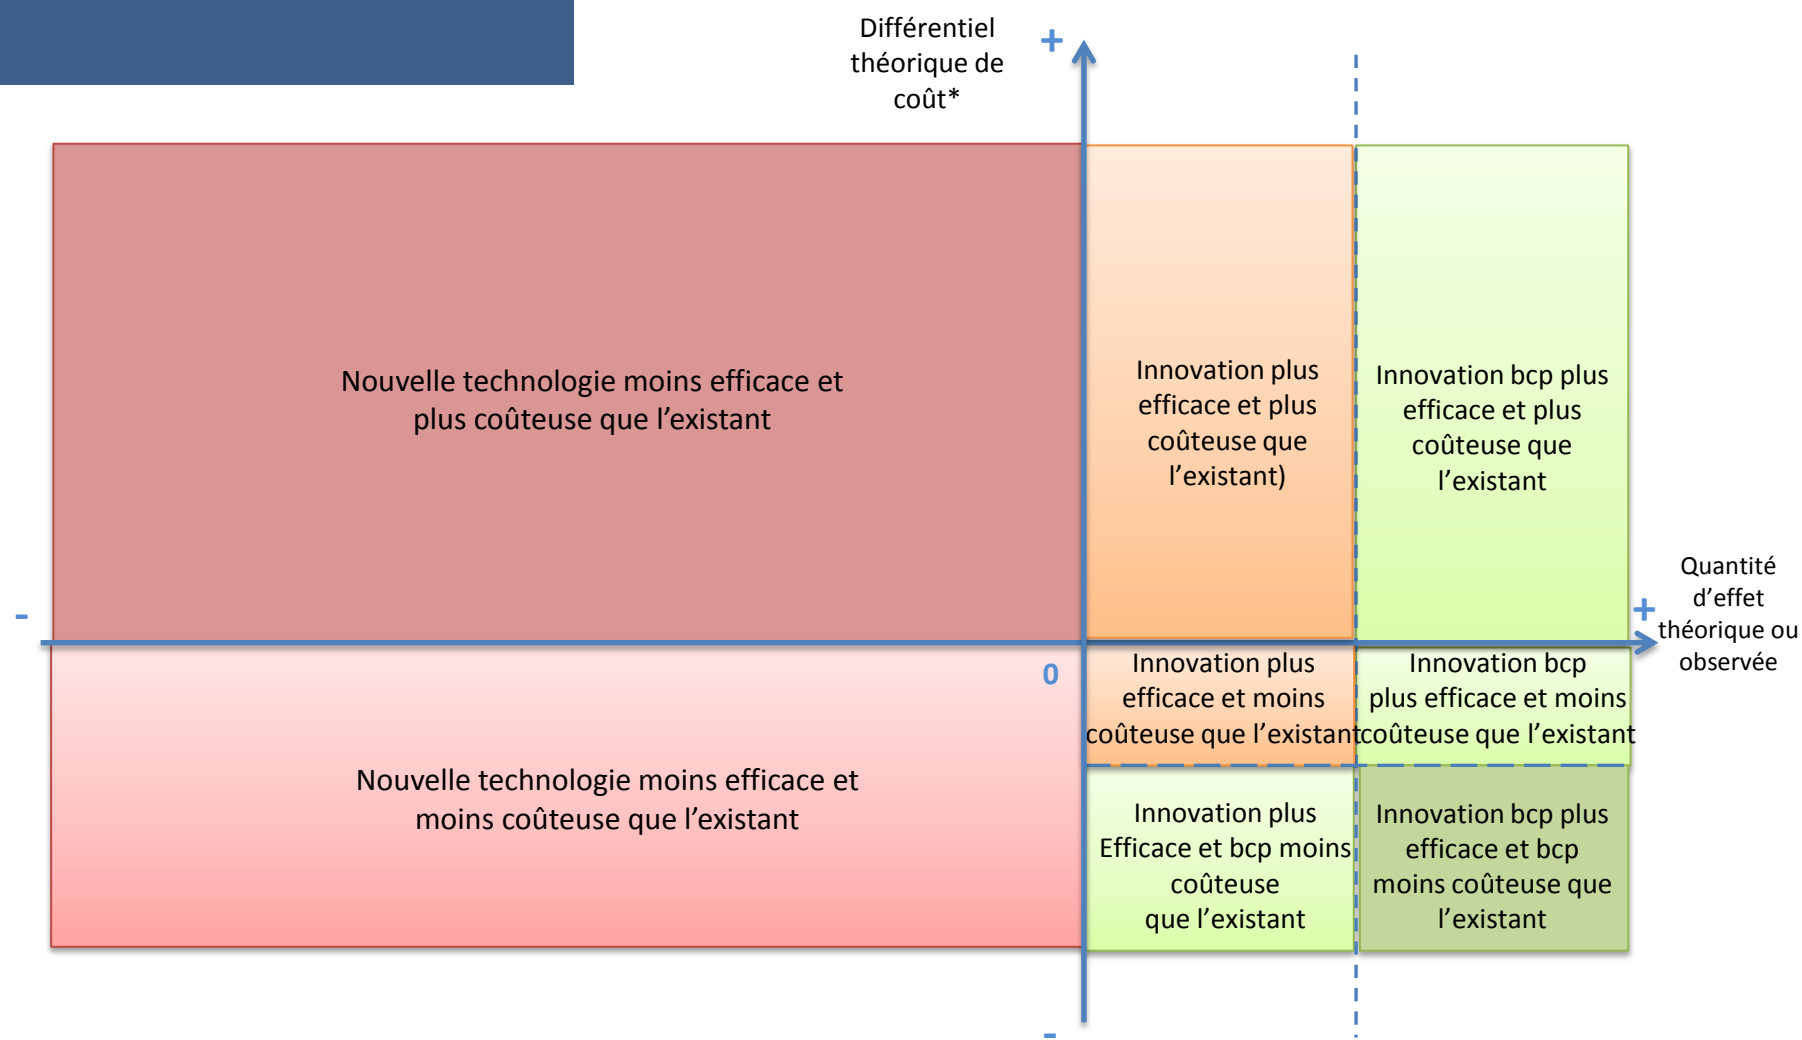 Différentiel
théorique de
coût*
+
Nouvelle technologie moins efficace et
plus coûteuse que l’existant
Innovation plus
efficace et plus
coûteuse que
l’existant)
Innovation bcp plus
efficace et plus
coûteuse que
l’existant
-
+
Quantité
d’effet
théorique ou
observée
0
Nouvelle technologie moins efficace et
moins coûteuse que l’existant
Innovation plus
efficace et moins
coûteuse que l’existant
Innovation bcp
plus efficace et moins
coûteuse que l’existant
Innovation plus
Efficace et bcp moins
coûteuse
que l’existant
Innovation bcp plus
efficace et bcp
moins coûteuse que
l’existant
-